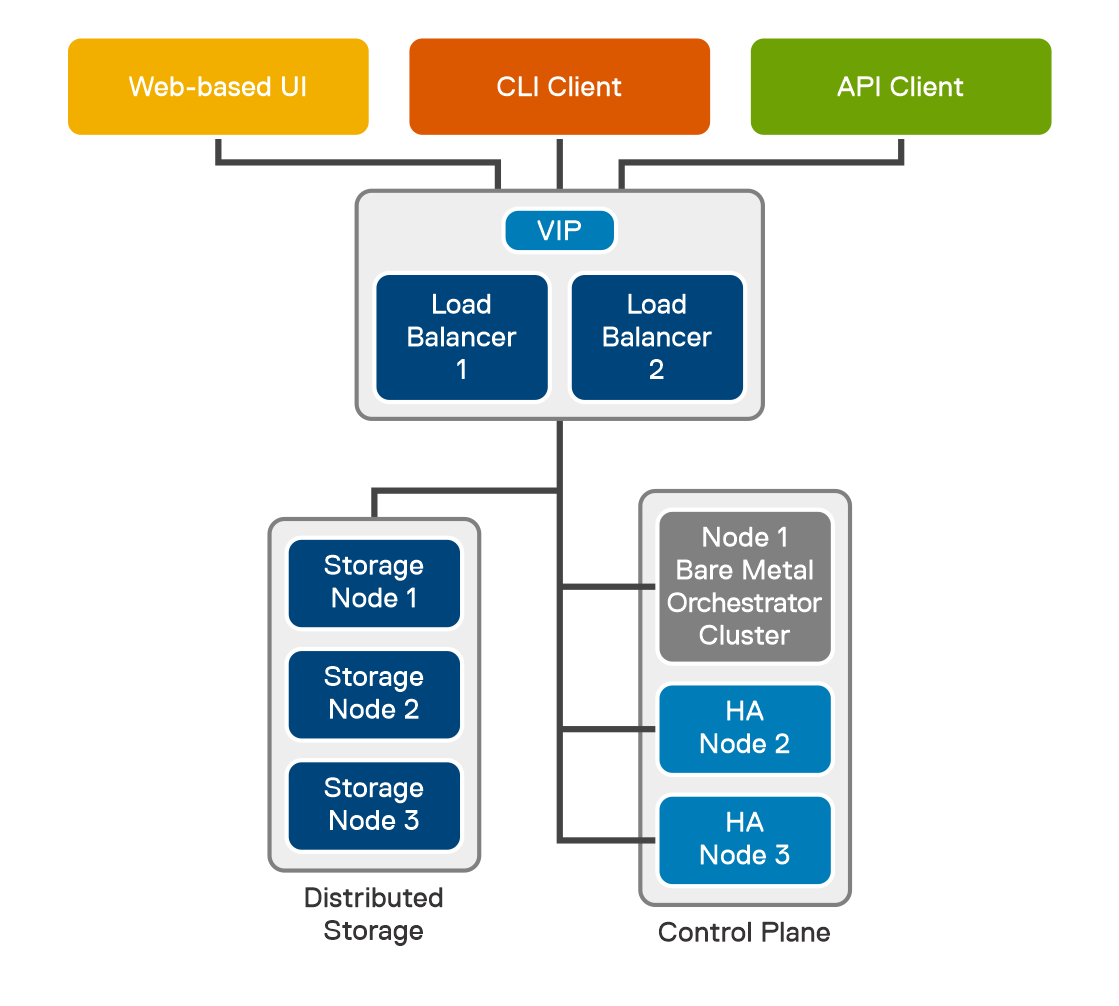 Web-based UI
CLI Client
API Client
VIP
Load
Balancer
1
Load
Balancer
2
Storage
Node 1
Storage
Node 2
Storage
Node 3
Distributed
Storage
Node 1
Bare Metal
Orchestrator
Cluster
HA
Node 2
HA
Node 3
Control Plane